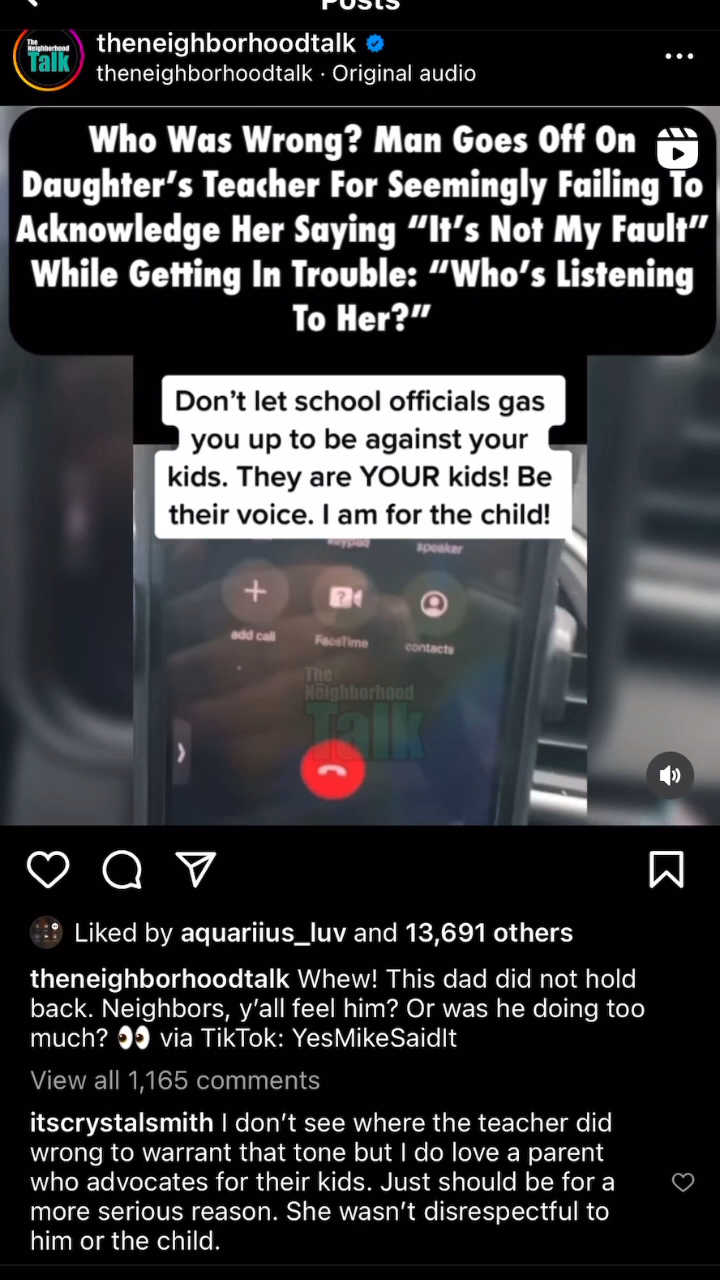 Posts
The
Neighborhood
Talk
theneighborhoodtalk
theneighborhoodtalk · Original audio
Who Was Wrong? Man Goes Off On
Daughter’s Teacher For Seemingly Failing To
Acknowledge Her Saying “It’s Not My Fault”
While Getting In Trouble: “Who’s Listening
To Her?”
Don’t let school officials gas
you up to be against your
kids. They are YOUR kids! Be
their voice. I am for the child!
keypad speaker
add call FaceTime contacts
The
Neighborhood
Talk
Liked by aquariius_luv and 13,691 others
theneighborhoodtalk Whew! This dad did not hold
back. Neighbors, y’all feel him? Or was he doing too
much? 👀 via TikTok: YesMikeSaidIt
View all 1,165 comments
itscrystalsmith I don’t see where the teacher did
wrong to warrant that tone but I do love a parent
who advocates for their kids. Just should be for a
more serious reason. She wasn’t disrespectful to
him or the child.